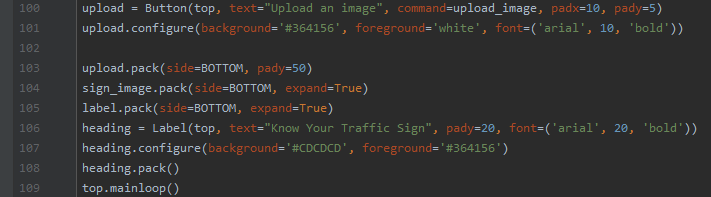 100 upload = Button(top, text="Upload an image", command=upload_image, padx=10, pady=5)
101 upload.configure(background='#364156', foreground='white', font=('arial', 10, 'bold'))
103 upload.pack(side=BOTTOM, pady=50)
104 sign_image.pack(side=BOTTOM, expand=True)
105 label.pack(side=BOTTOM, expand=True)
106 heading = Label(top, text="Know Your Traffic Sign", pady=20, font=('arial', 20, 'bold'))
107 heading.configure(background='#CDCDCD', foreground='#364156')
108 heading.pack()
109 top.mainloop()